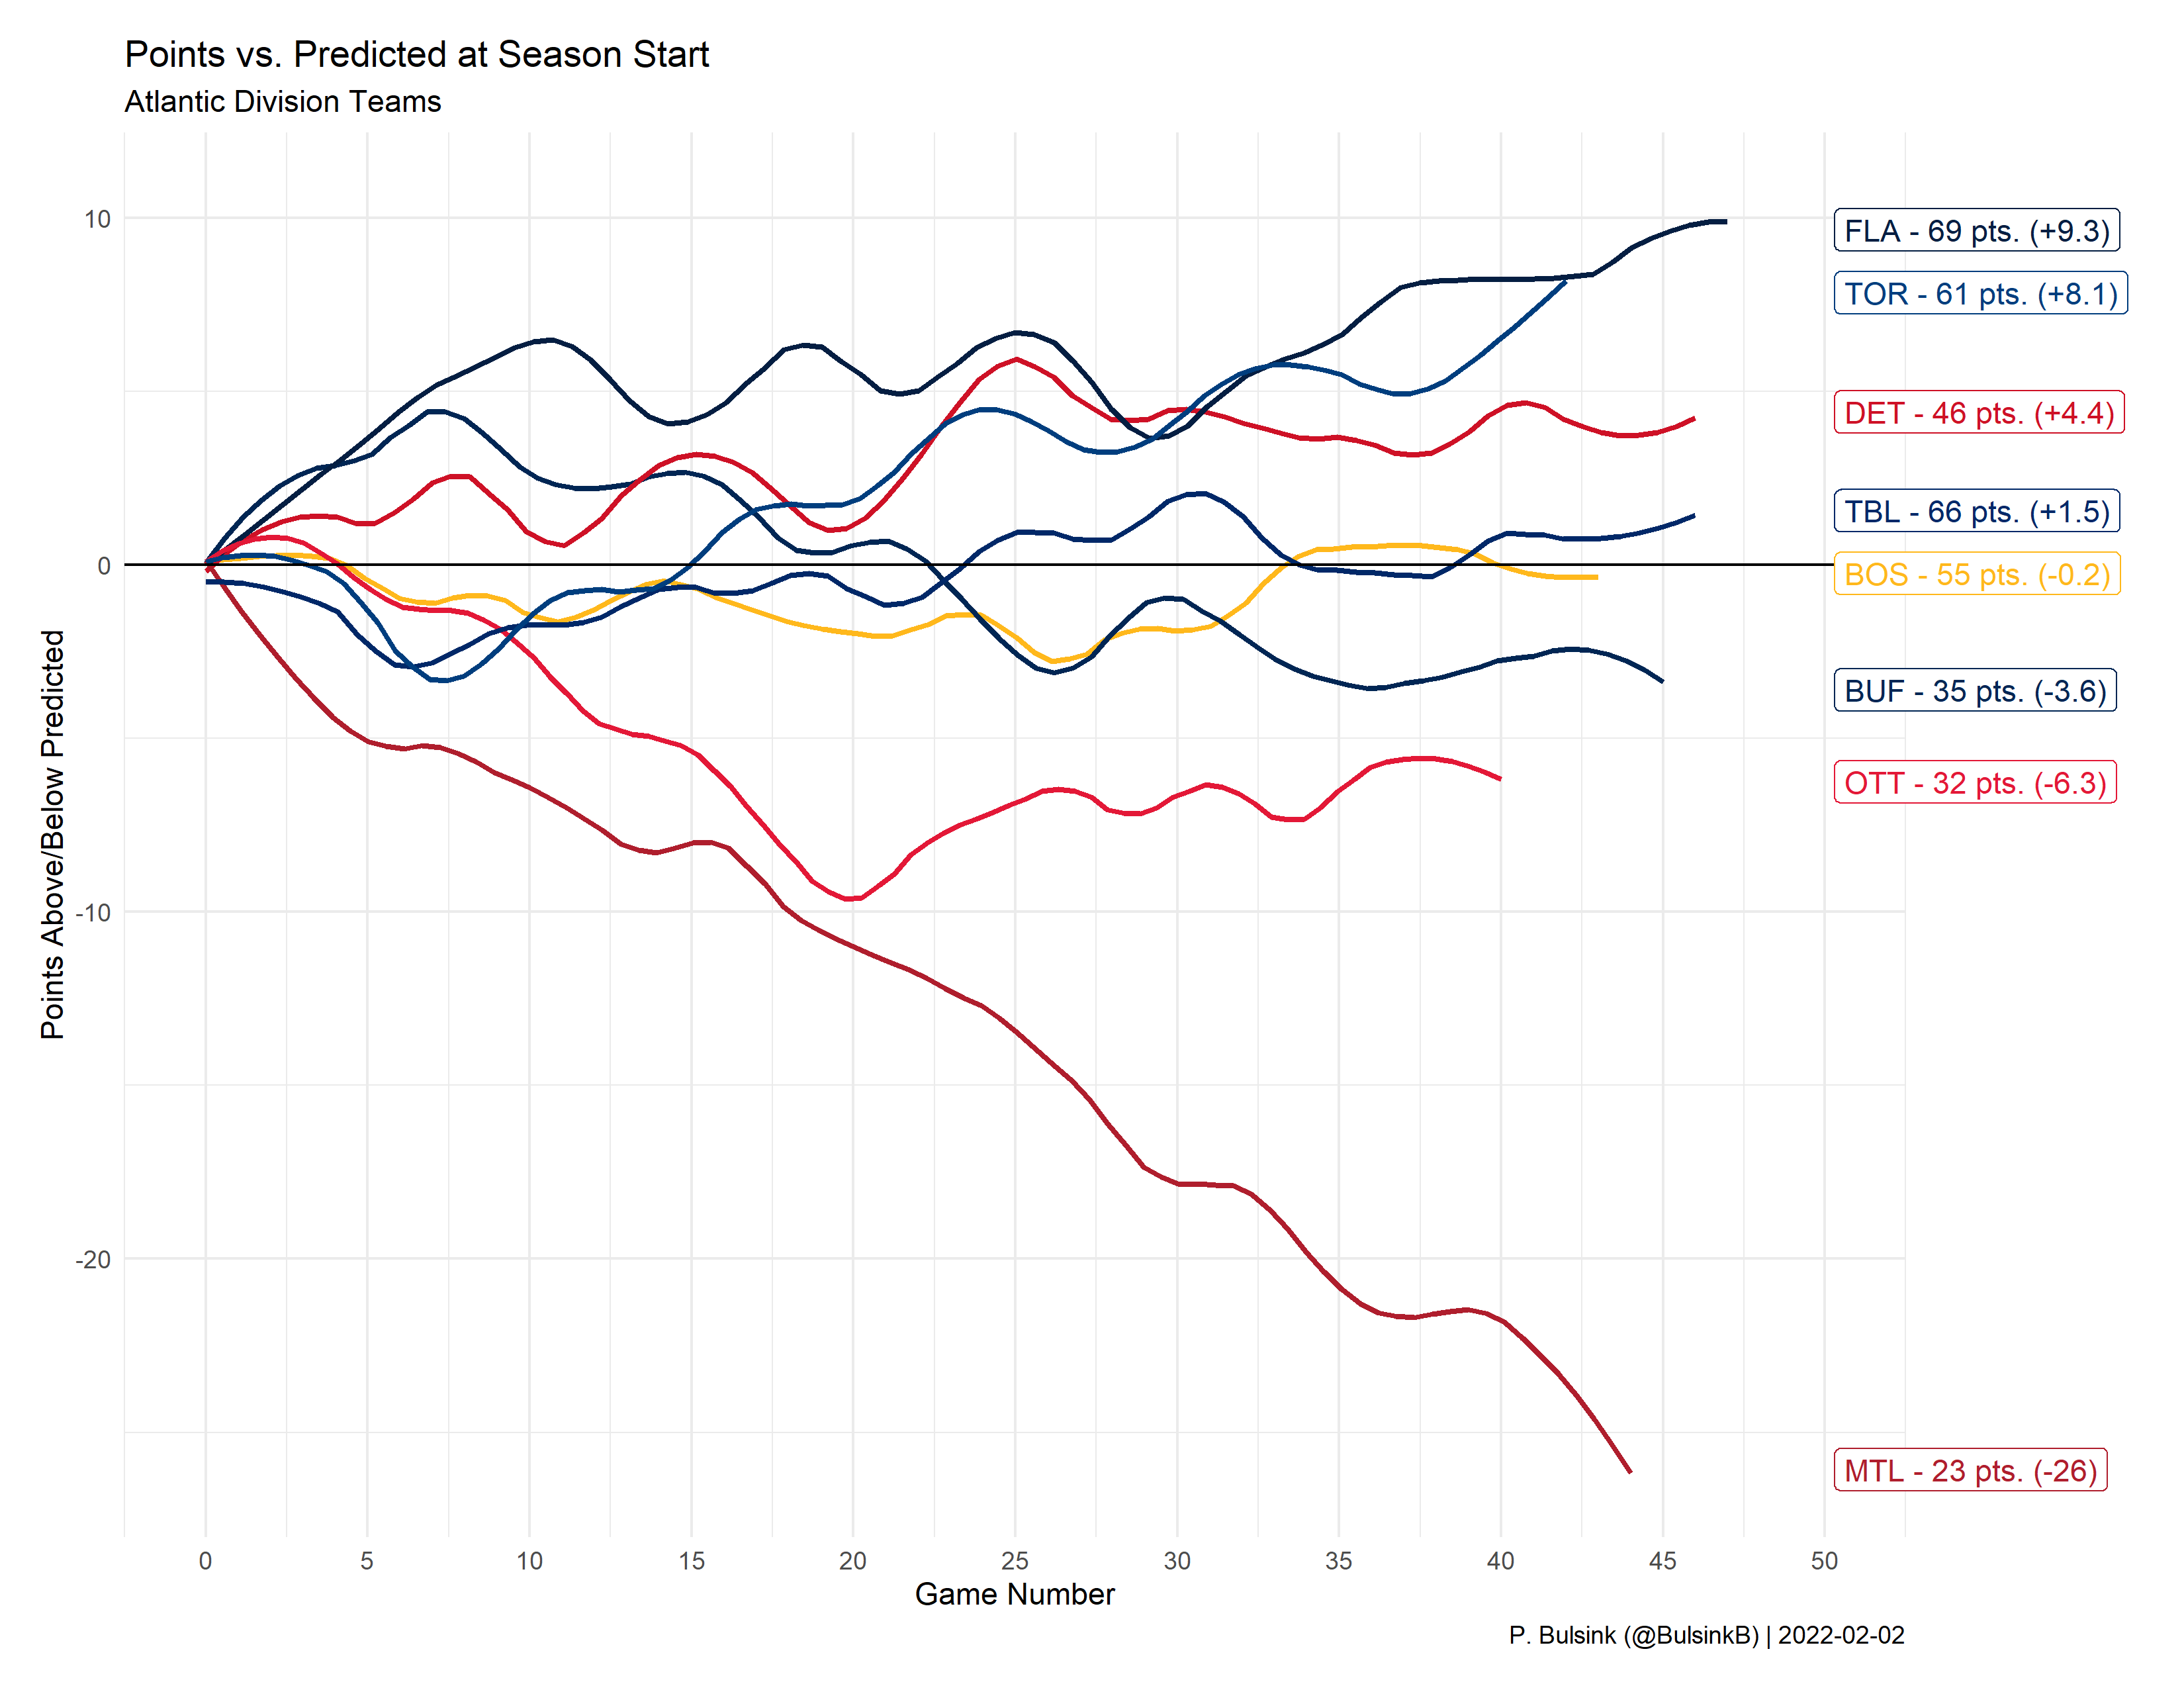 Points vs. Predicted at Season Start
Atlantic Division Teams
Points Above/Below Predicted
10
0
-10
-20
FLA - 69 pts. (+9.3)
TOR - 61 pts. (+8.1)
DET - 46 pts. (+4.4)
TBL - 66 pts. (+1.5)
BOS - 55 pts. (-0.2)
BUF - 35 pts. (-3.6)
OTT - 32 pts. (-6.3)
MTL - 23 pts. (-26)
0 5 10 15 20 25 30 35 40 45 50
Game Number
P. Bulsink (@BulsinkB) | 2022-02-02